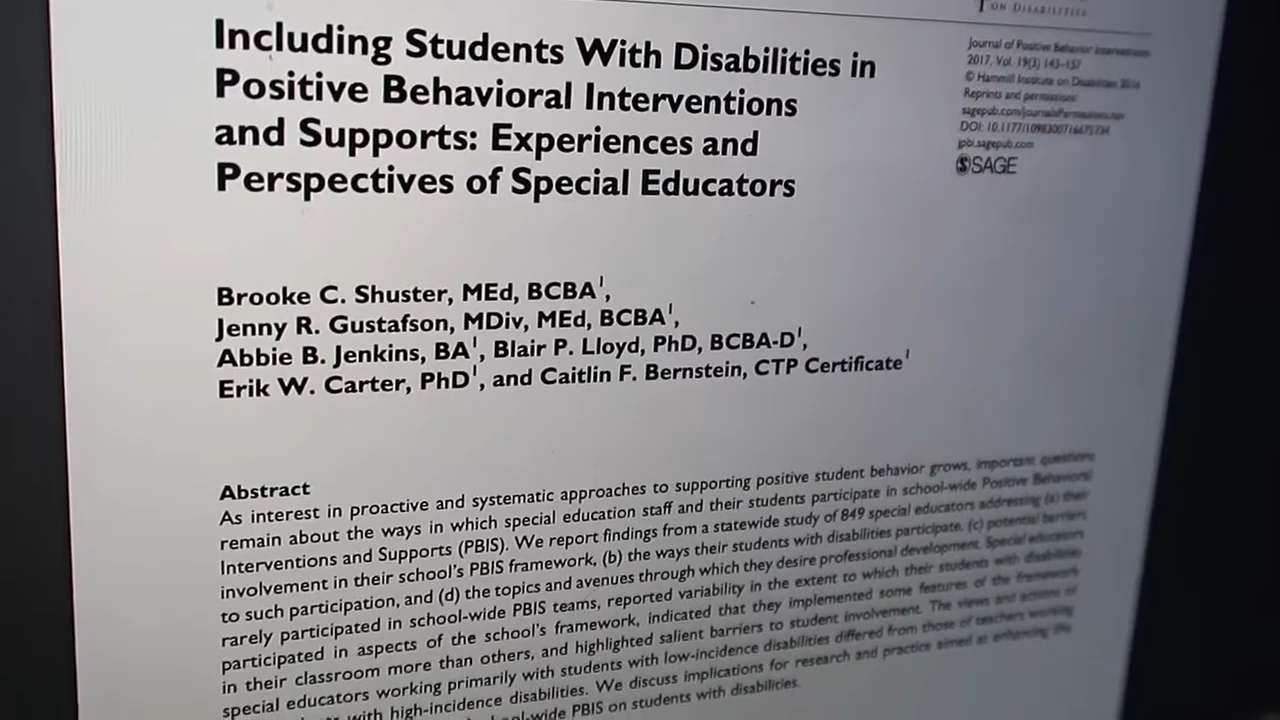 ON DISABILITIES
Including Students With Disabilities in
Positive Behavioral Interventions
and Supports: Experiences and
Perspectives of Special Educators
Journal of Positive Behavior Interventions
2017, Vol. 19(3) 143–157
© Hammill Institute on Disabilities 2016
Reprints and permissions:
sagepub.com/journalsPermissions.nav
DOI: 10.1177/1098300716675734
jpbi.sagepub.com
SAGE
Brooke C. Shuster, MEd, BCBA¹,
Jenny R. Gustafson, MDiv, MEd, BCBA¹,
Abbie B. Jenkins, BA¹, Blair P. Lloyd, PhD, BCBA-D¹,
Erik W. Carter, PhD¹, and Caitlin F. Bernstein, CTP Certificate¹
Abstract
As interest in proactive and systematic approaches to supporting positive student behavior grows, important questions
remain about the ways in which special education staff and their students participate in school-wide Positive Behavioral
Interventions and Supports (PBIS). We report findings from a statewide study of 849 special educators addressing (a) their
involvement in their school's PBIS framework, (b) the ways their students with disabilities participate, (c) potential barriers
to such participation, and (d) the topics and avenues through which they desire professional development. Special educators
rarely participated in school-wide PBIS teams, reported variability in the extent to which their students with disabilities
participated in aspects of the school's framework, indicated that they implemented some features of the framework
in their classroom more than others, and highlighted salient barriers to student involvement. The views and actions of
special educators working primarily with students with low-incidence disabilities differed from those of teachers working
with high-incidence disabilities. We discuss implications for research and practice aimed at enhancing the
-wide PBIS on students with disabilities.